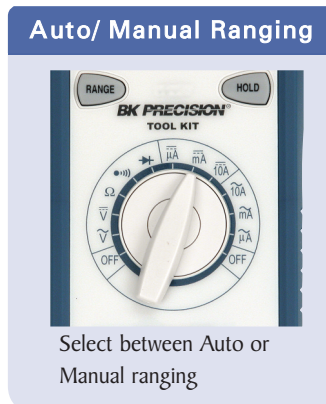 Auto/ Manual Ranging
RANGE
HOLD
BK PRECISION®
TOOL KIT
µA
mA
10A
•)))
Ω
10A
V
mA
V
µA
OFF
OFF
Select between Auto or
Manual ranging